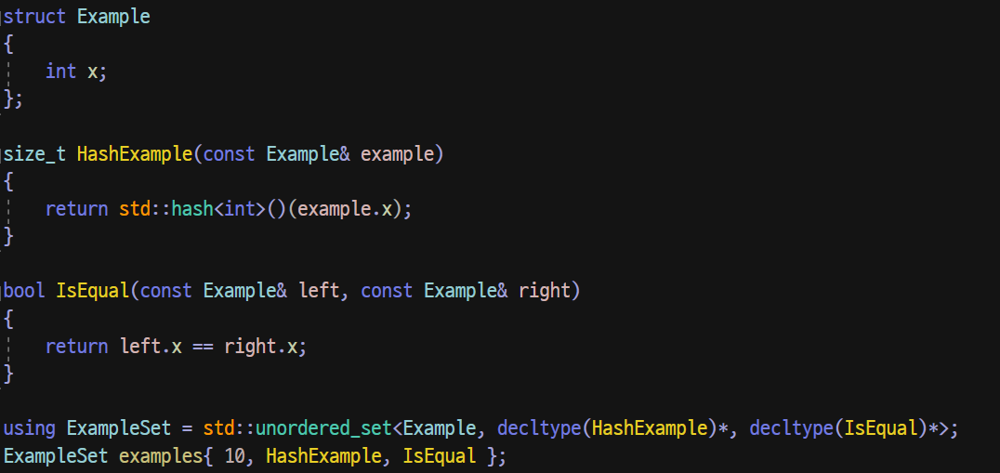 struct Example
{
    int x;
};

size_t HashExample(const Example& example)
{
    return std::hash<int>()(example.x);
}

bool IsEqual(const Example& left, const Example& right)
{
    return left.x == right.x;
}

using ExampleSet = std::unordered_set<Example, decltype(HashExample)*, decltype(IsEqual)*>;
ExampleSet examples{ 10, HashExample, IsEqual };